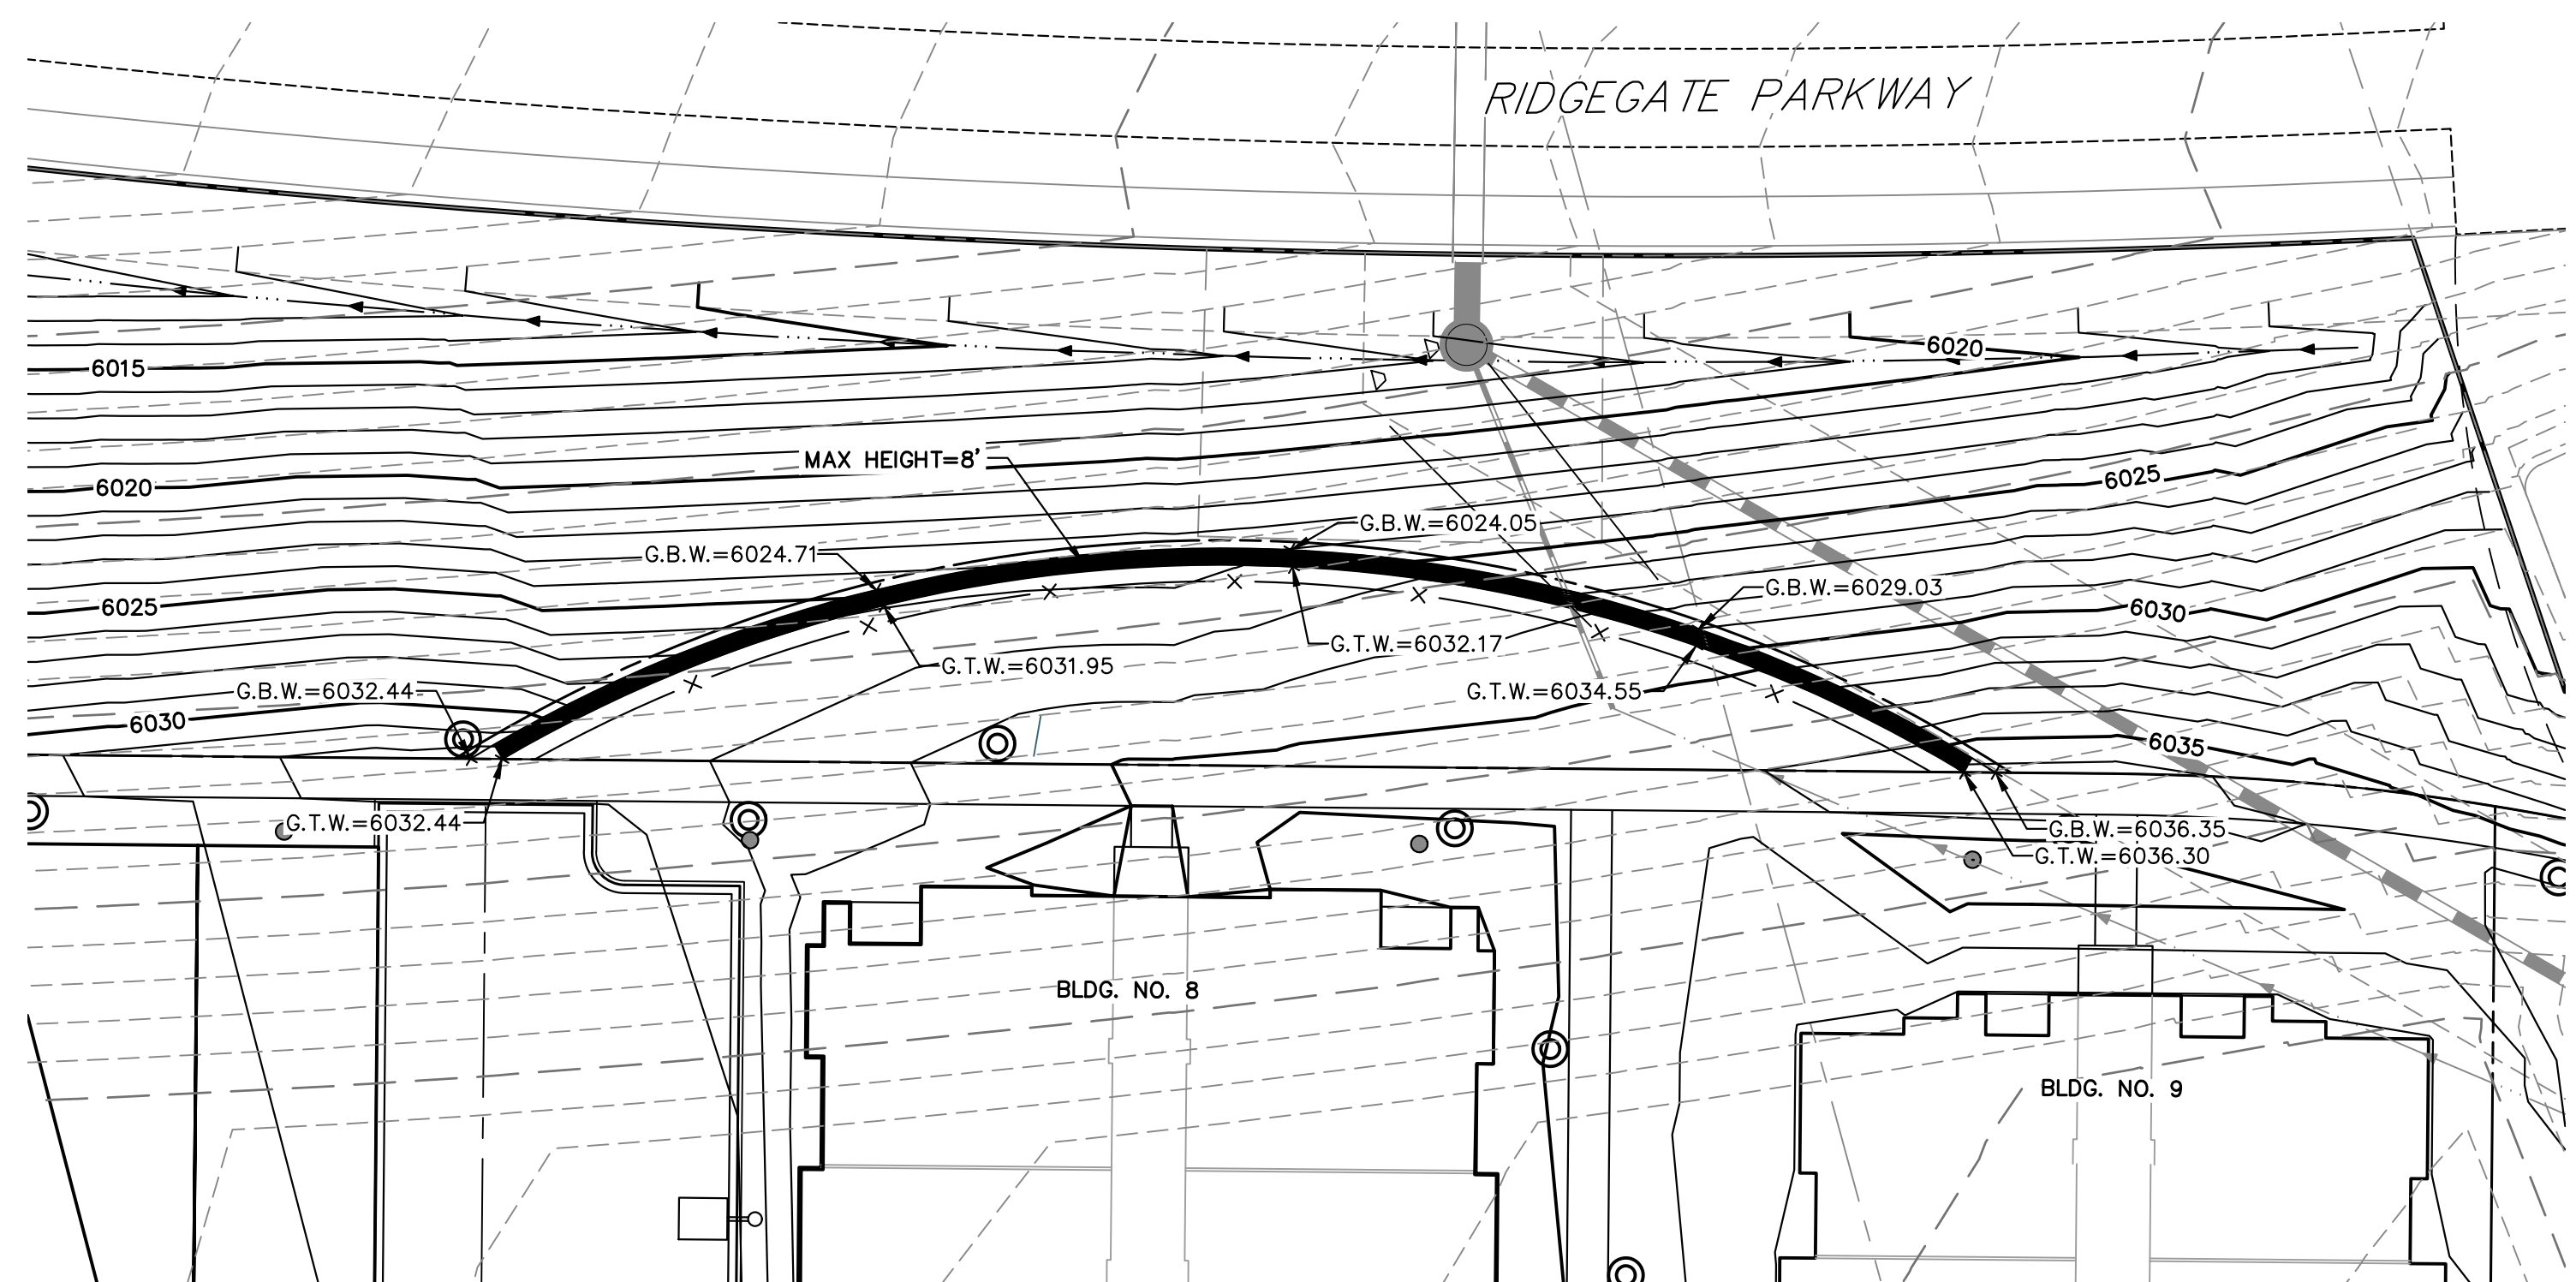 RIDGEGATE PARKWAY
6020
6015
MAX HEIGHT=8'
6025
6020
G.B.W.=6024.05
G.B.W.=6024.71
G.B.W.=6029.03
6025
6030
G.T.W.=6032.17
G.T.W.=6031.95
G.B.W.=6032.44
G.T.W.=6034.55
6030
6035
G.T.W.=6032.44
G.B.W.=6036.35
G.T.W.=6036.30
BLDG. NO. 8
BLDG. NO. 9